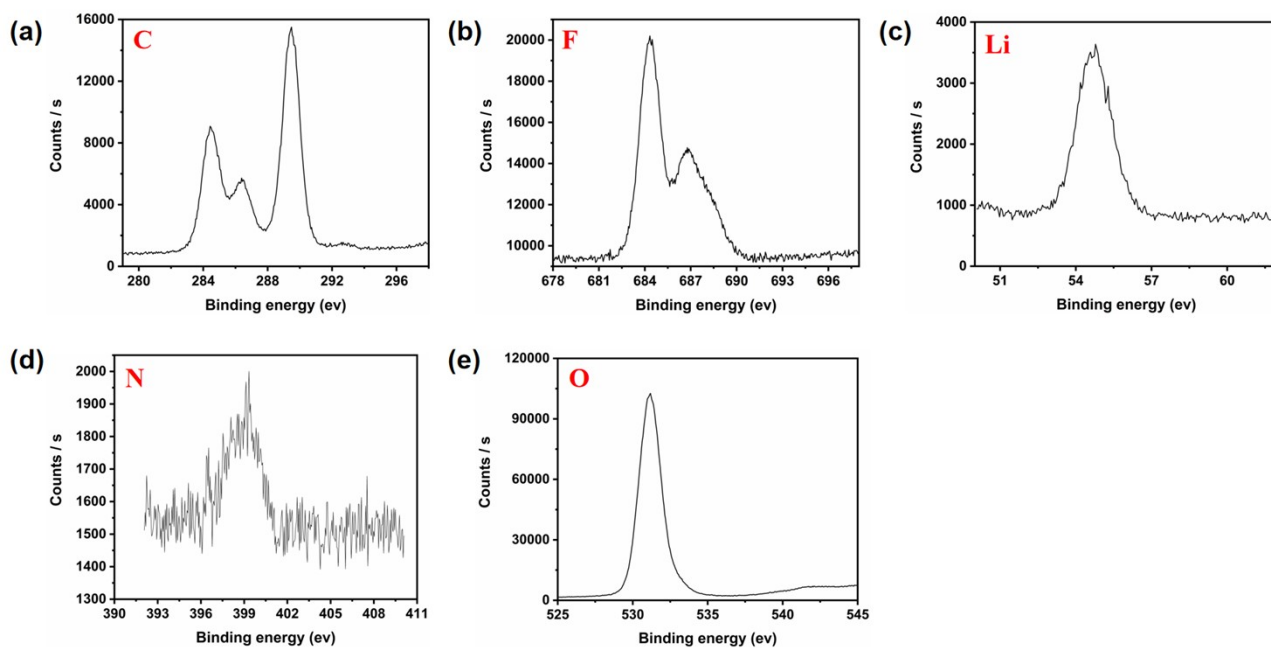 (a)
C
16000
12000
8000
4000
0
Counts / s
280 284 288 292 296
Binding energy (ev)
(b)
F
20000
18000
16000
14000
12000
10000
Counts / s
678 681 684 687 690 693 696
Binding energy (ev)
(c)
Li
4000
3000
2000
1000
0
Counts / s
51 54 57 60
Binding energy (ev)
(d)
N
2000
1900
1800
1700
1600
1500
1400
1300
Counts / s
390 393 396 399 402 405 408 411
Binding energy (ev)
(e)
O
120000
90000
60000
30000
0
Counts / s
525 530 535 540 545
Binding energy (ev)